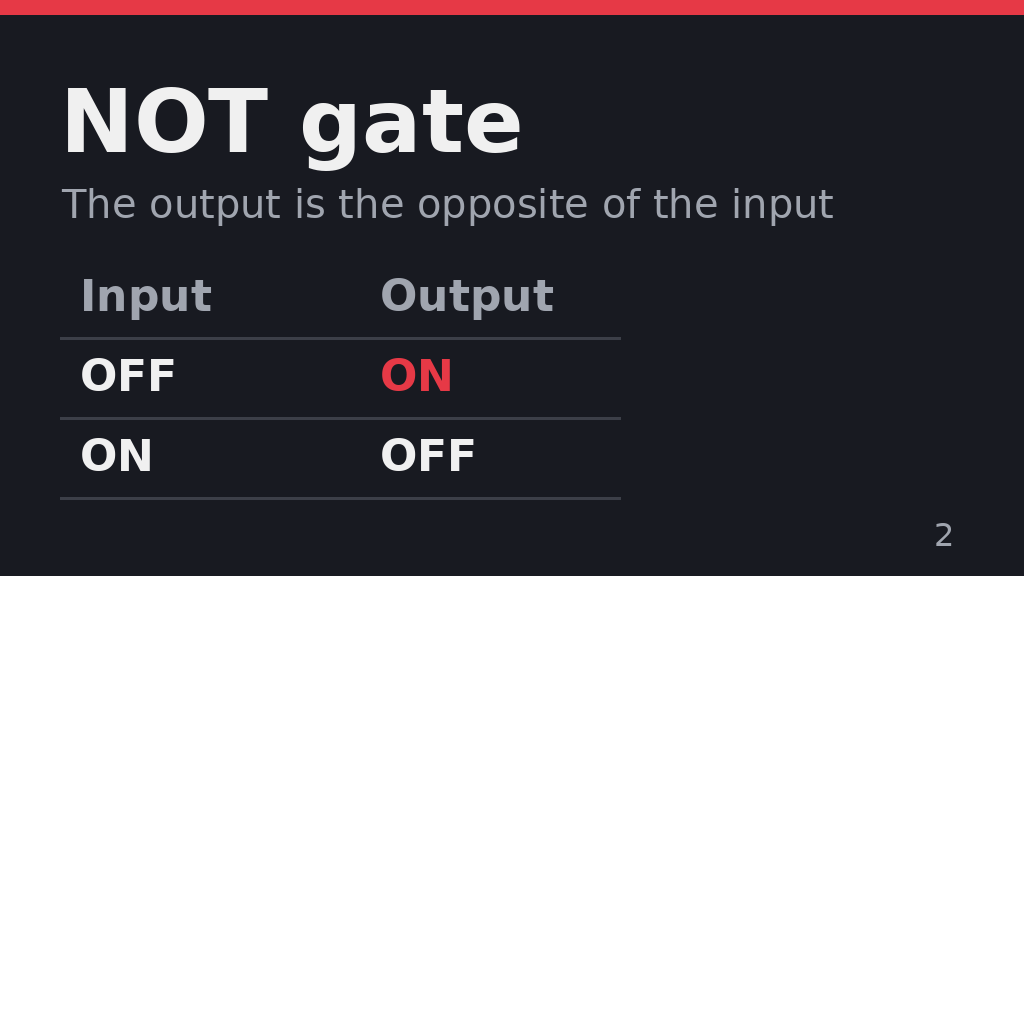 NOT gate
The output is the opposite of the input
Input Output
OFF ON
ON OFF
2